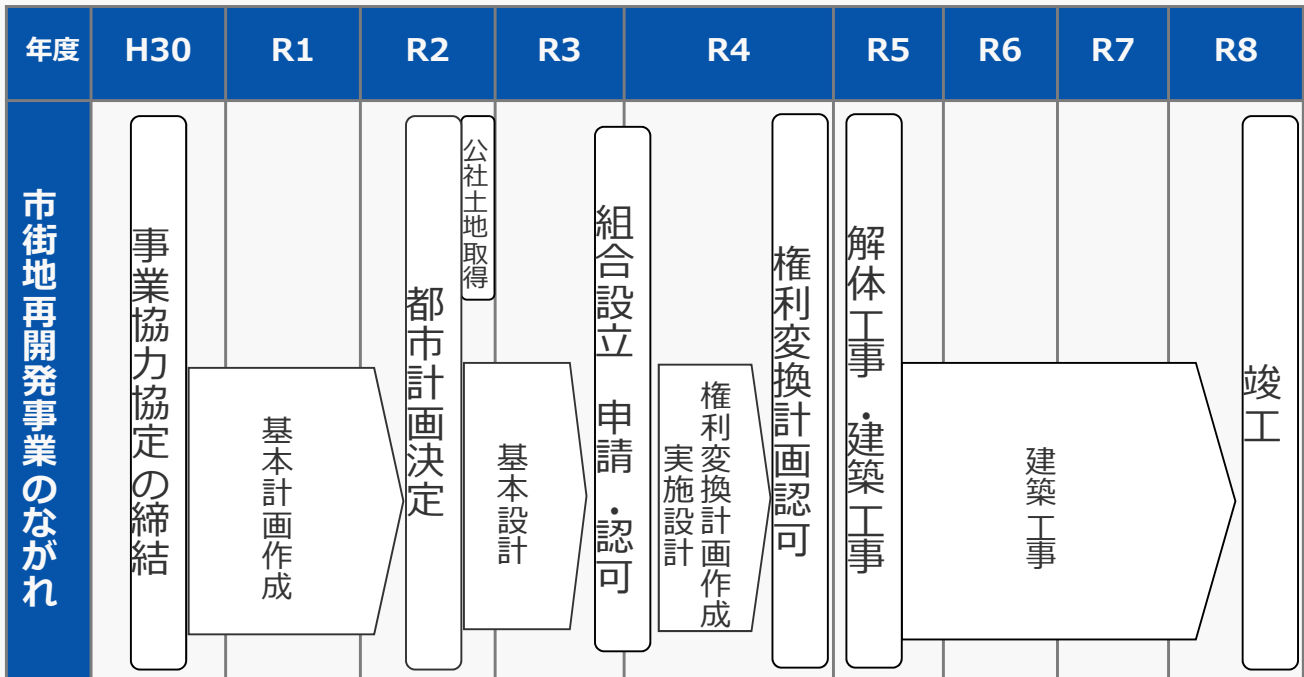 年度
H30
R1
R2
R3
R4
R5
R6
R7
R8
市街地再開発事業のながれ
事業協力協定の締結
基本計画作成
都市計画決定
公社土地取得
基本設計
組合設立 申請・認可
権利変換計画作成
実施設計
権利変換計画認可
解体工事・建築工事
建築工事
竣工